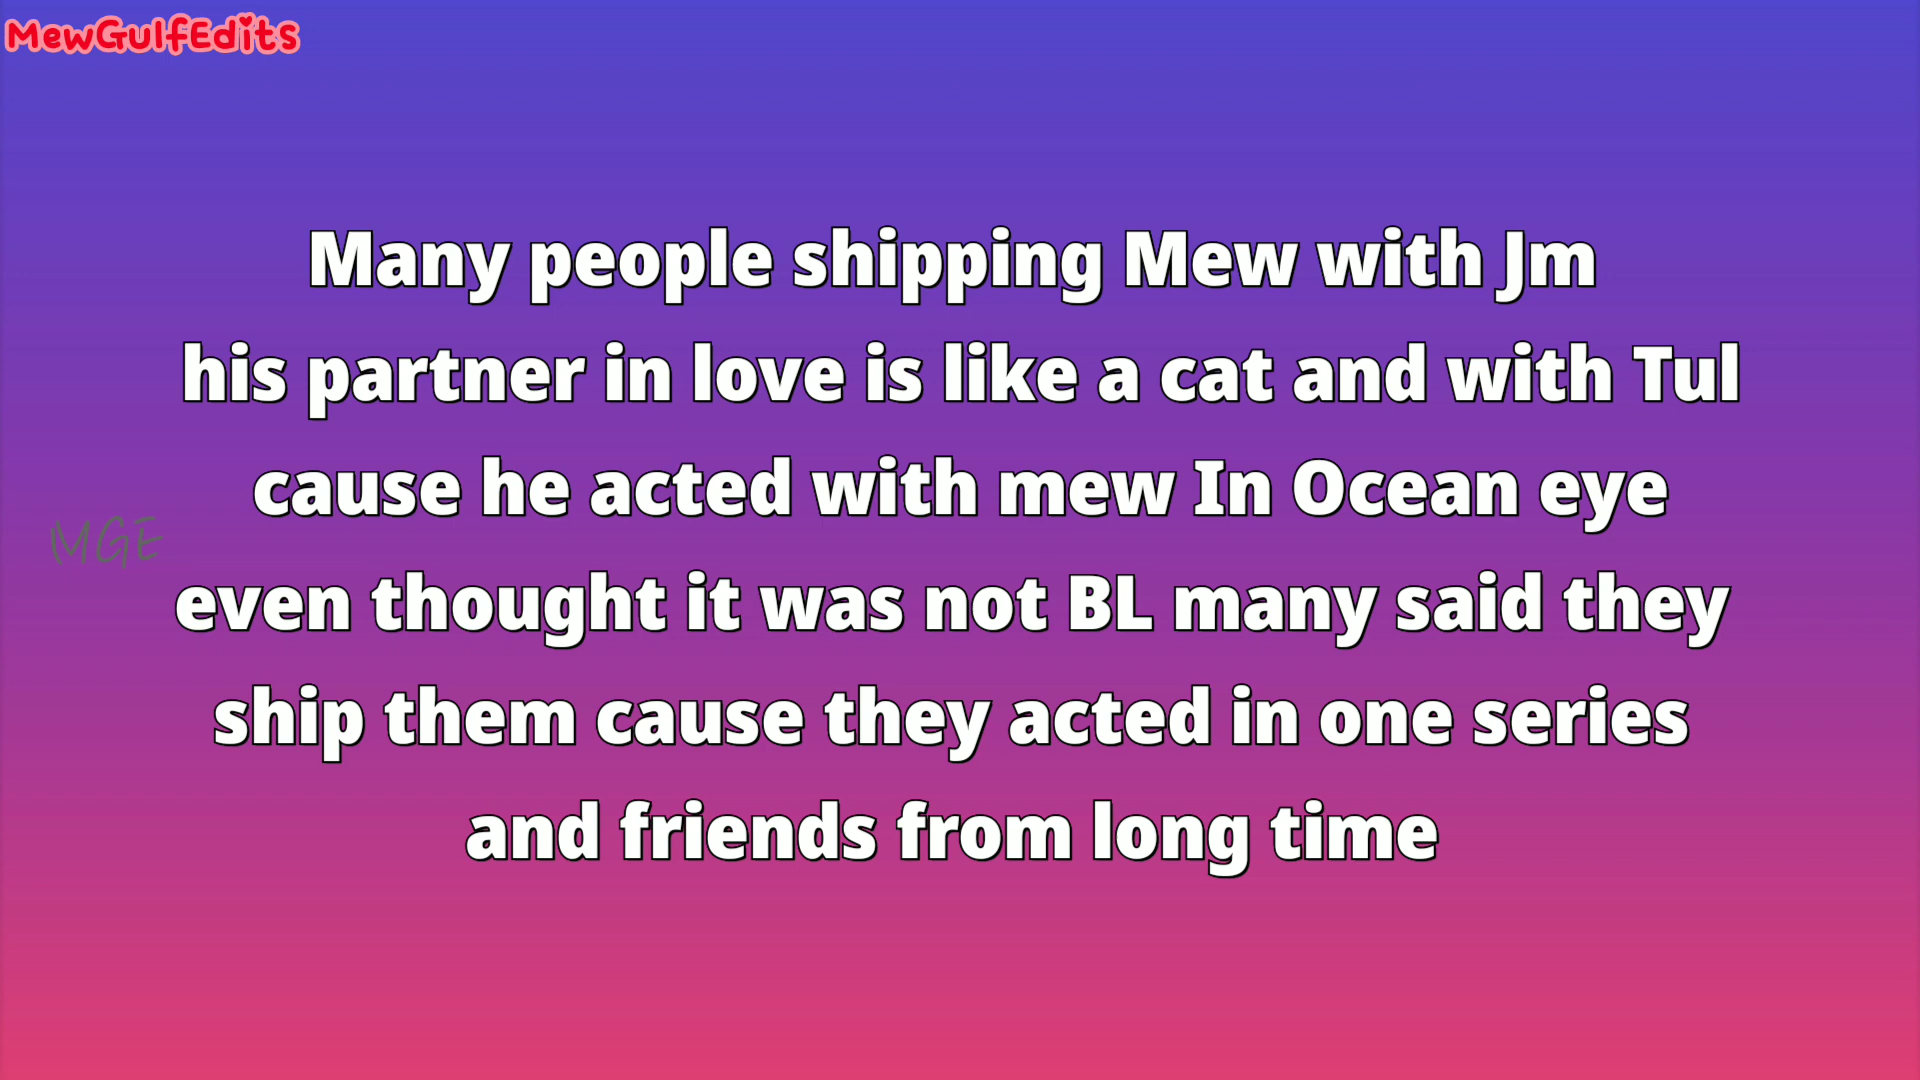 MewGulfEdits
Many people shipping Mew with Jm
his partner in love is like a cat and with Tul
cause he acted with mew In Ocean eye
MGE
even thought it was not BL many said they
ship them cause they acted in one series
and friends from long time